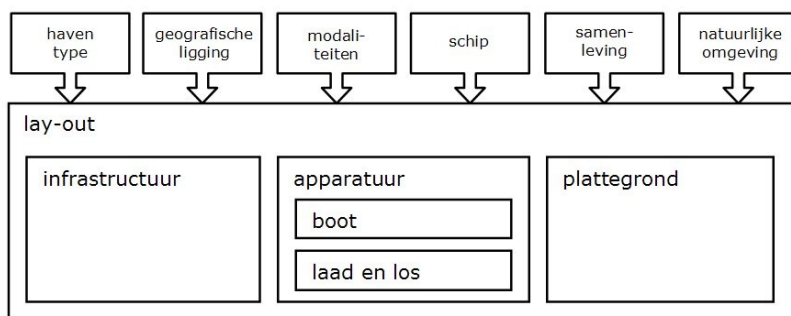 haven
type
geografische
ligging
modali-
teiten
schip
samen-
leving
natuurlijke
omgeving
lay-out
infrastructuur
apparatuur
plattegrond
boot
laad en los